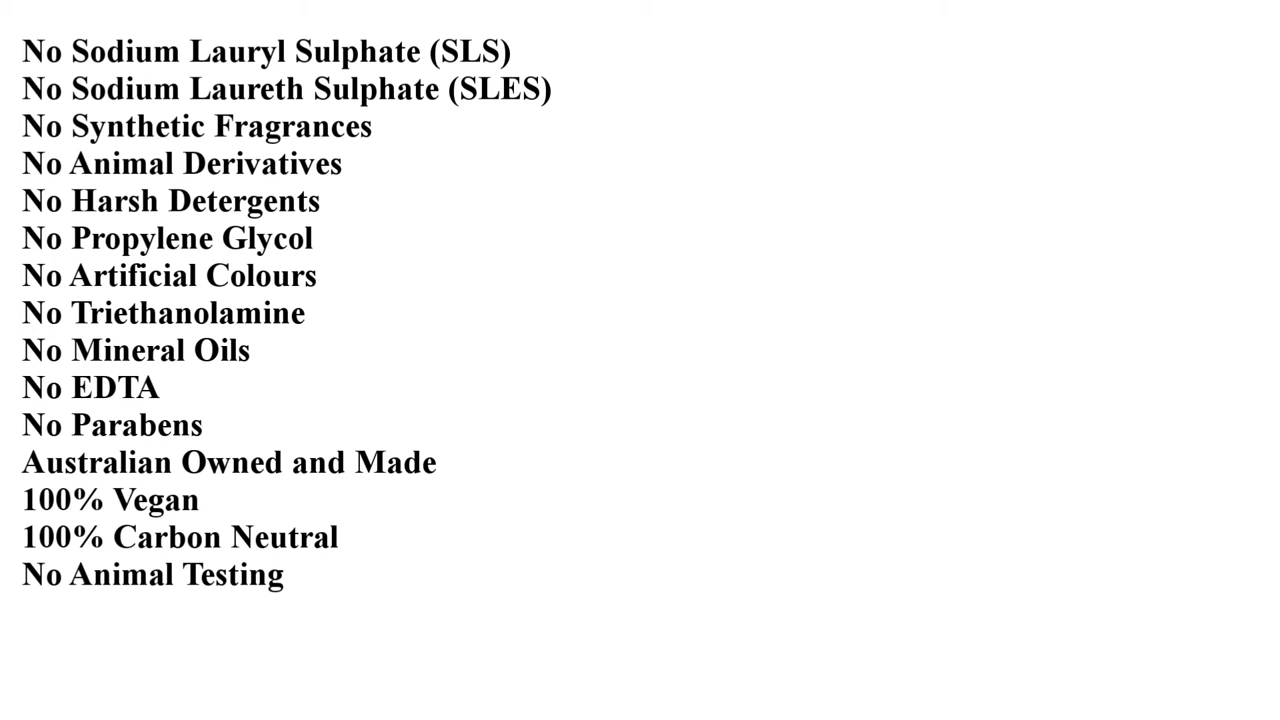 No Sodium Lauryl Sulphate (SLS)
No Sodium Laureth Sulphate (SLES)
No Synthetic Fragrances
No Animal Derivatives
No Harsh Detergents
No Propylene Glycol
No Artificial Colours
No Triethanolamine
No Mineral Oils
No EDTA
No Parabens
Australian Owned and Made
100% Vegan
100% Carbon Neutral
No Animal Testing